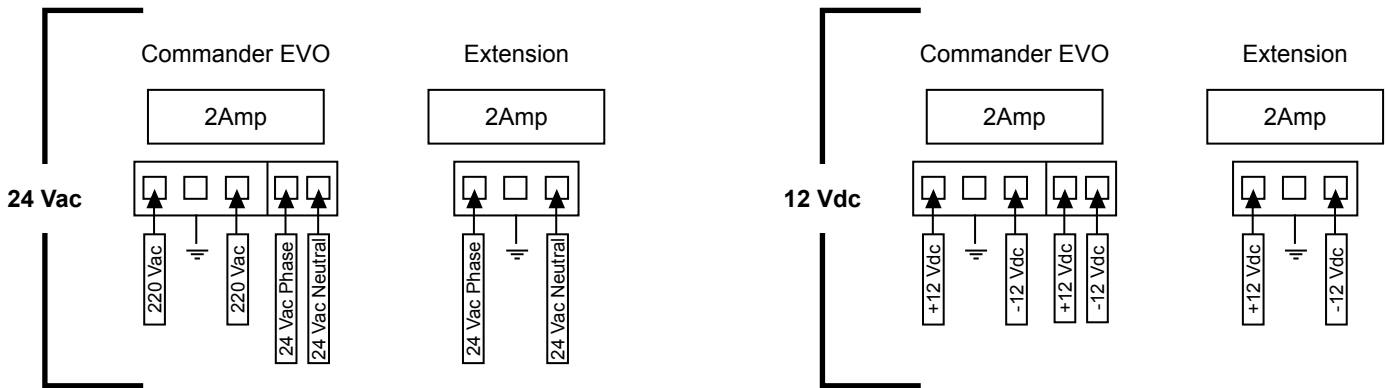 24 Vac
Commander EVO
2Amp
220 Vac
220 Vac
24 Vac Phase
24 Vac Neutral
Extension
2Amp
24 Vac Phase
24 Vac Neutral
12 Vdc
Commander EVO
2Amp
+12 Vdc
-12 Vdc
+12 Vdc
-12 Vdc
Extension
2Amp
+12 Vdc
-12 Vdc